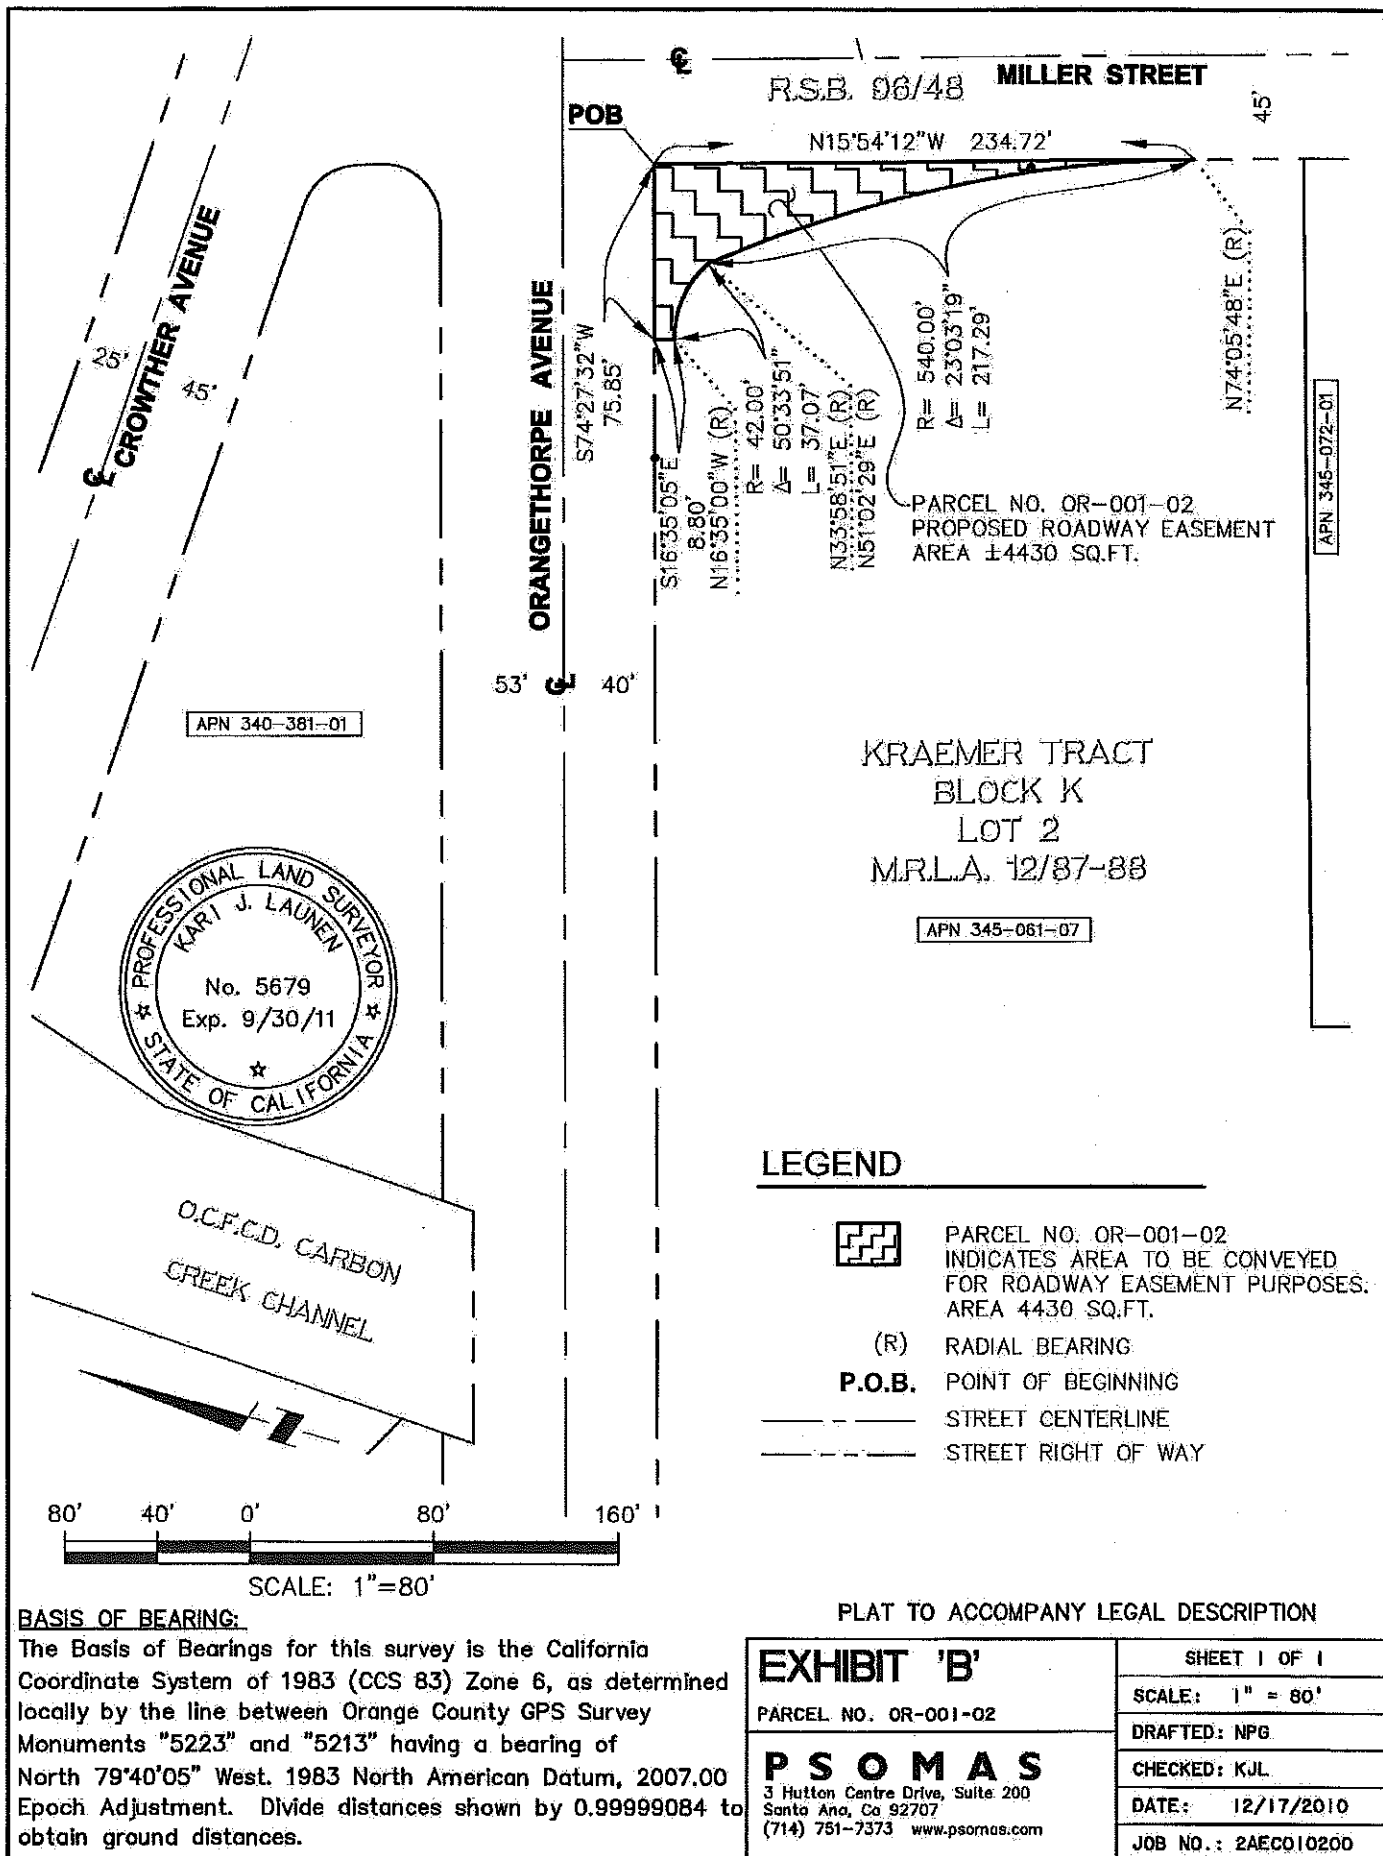 ℄
R.S.B. 96/48
MILLER STREET
45'
POB
N15°54'12"W 234.72'
℄ CROWTHER AVENUE
25'
45'
ORANGETHORPE AVENUE
S74°27'32"W
75.85'
S16°35'05"E
8.80'
N16°35'00"W (R)
R= 42.00'
Δ= 50°33'51"
L= 37.07'
N33°58'51"E (R)
N51°02'29"E (R)
R= 540.00'
Δ= 23°03'19"
L= 217.29'
N74°05'48"E (R)
APN 345-072-01
PARCEL NO. OR-001-02
PROPOSED ROADWAY EASEMENT
AREA ±4430 SQ.FT.
53' ℄ 40'
APN 340-381-01
KRAEMER TRACT
BLOCK K
LOT 2
M.R.L.A. 12/87-88
APN 345-061-07
PROFESSIONAL LAND SURVEYOR
KARI J. LAUNEN
No. 5679
Exp. 9/30/11
STATE OF CALIFORNIA
O.C.F.C.D. CARBON
CREEK CHANNEL
LEGEND
PARCEL NO. OR-001-02
INDICATES AREA TO BE CONVEYED
FOR ROADWAY EASEMENT PURPOSES.
AREA 4430 SQ.FT.
(R) RADIAL BEARING
P.O.B. POINT OF BEGINNING
STREET CENTERLINE
STREET RIGHT OF WAY
80' 40' 0' 80' 160'
SCALE: 1"=80'
BASIS OF BEARING:
The Basis of Bearings for this survey is the California
Coordinate System of 1983 (CCS 83) Zone 6, as determined
locally by the line between Orange County GPS Survey
Monuments "5223" and "5213" having a bearing of
North 79°40'05" West. 1983 North American Datum, 2007.00
Epoch Adjustment. Divide distances shown by 0.99999084 to
obtain ground distances.
PLAT TO ACCOMPANY LEGAL DESCRIPTION
EXHIBIT 'B'
PARCEL NO. OR-001-02
PSOMAS
3 Hutton Centre Drive, Suite 200
Santa Ana, Ca 92707
(714) 751-7373 www.psomas.com
SHEET 1 OF 1
SCALE: 1" = 80'
DRAFTED: NPG
CHECKED: KJL
DATE: 12/17/2010
JOB NO.: 2AEC010200